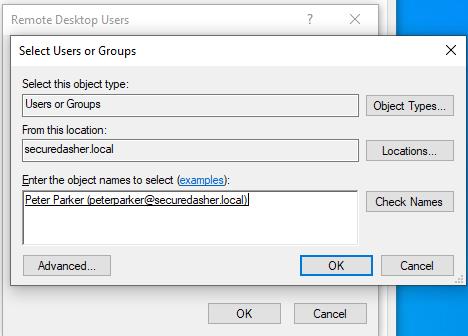 Remote Desktop Users
?
Select Users or Groups
Select this object type:
Users or Groups
Object Types...
From this location:
securedasher.local
Locations...
Enter the object names to select (examples):
Peter Parker (peterparker@securedasher.local)
Check Names
Advanced...
OK
Cancel
OK
Cancel